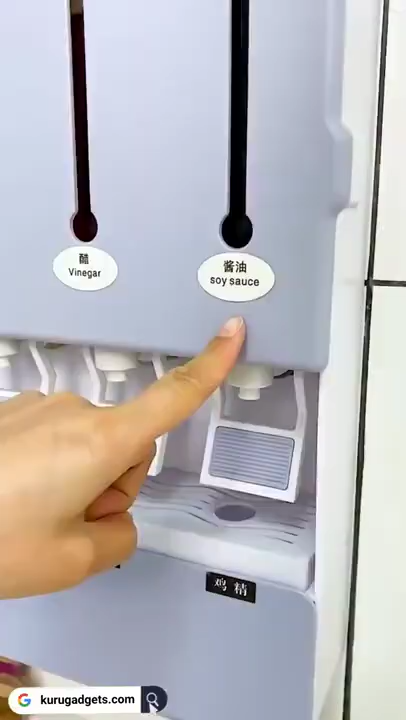 醋
Vinegar
酱油
soy sauce
鸡精
kurugadgets.com